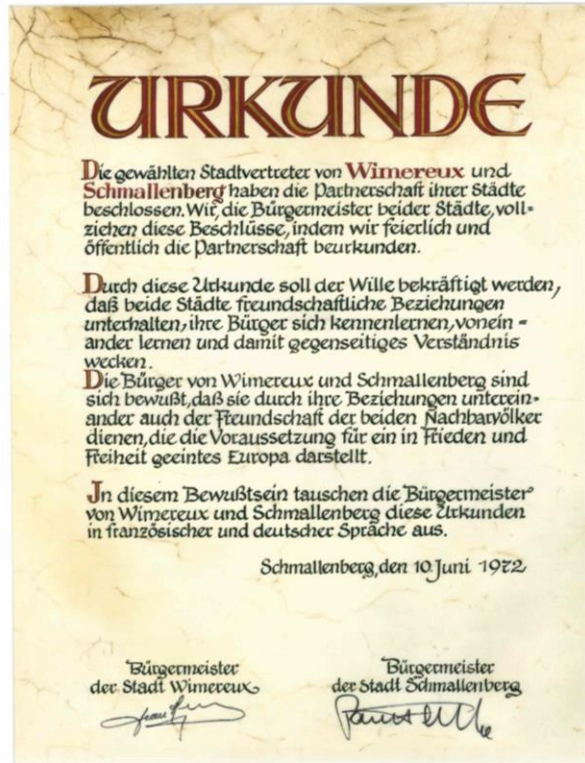 URKUNDE
Die gewählten Stadtvertreter von Wimereux und
Schmallenberg haben die Partnerschaft ihrer Städte
beschlossen. Wir, die Bürgermeister beider Städte, voll-
ziehen diese Beschlüsse, indem wir feierlich und
öffentlich die Partnerschaft beurkunden.
Durch diese Urkunde soll der Wille bekräftigt werden,
daß beide Städte freundschaftliche Beziehungen
unterhalten, ihre Bürger sich kennenlernen, vonein-
ander lernen und damit gegenseitiges Verständnis
wecken.
Die Bürger von Wimereux und Schmallenberg sind
sich bewußt, daß sie durch ihre Beziehungen unterein-
ander auch der Freundschaft der beiden Nachbarvölker
dienen, die die Voraussetzung für ein in Frieden und
Freiheit geeintes Europa darstellt.
In diesem Bewußtsein tauschen die Bürgermeister
von Wimereux und Schmallenberg diese Urkunden
in französischer und deutscher Sprache aus.
Schmallenberg, den 10. Juni 1972
Bürgermeister
der Stadt Wimereux
Bürgermeister
der Stadt Schmallenberg